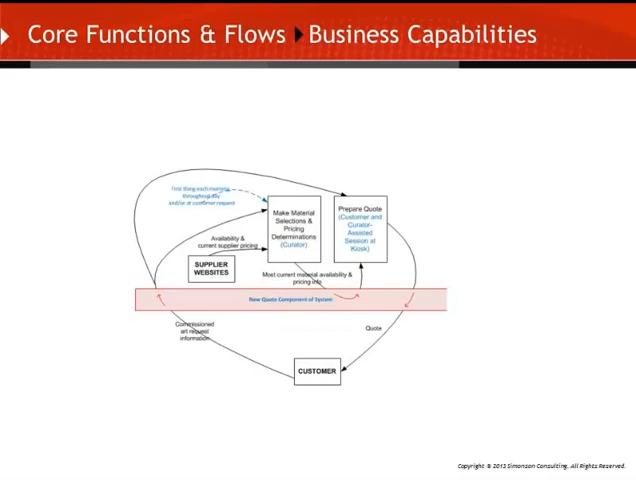 Core Functions & Flows Business Capabilities
First thing each morning,
throughout day
and/or at customer request
Make Material
Selections &
Pricing
Determinations
(Curator)
Prepare Quote
(Customer and
Curator-
Assisted
Session at
Kiosk)
Availability &
current supplier pricing
SUPPLIER
WEBSITES
Most current material availability &
pricing info
New Quote Component of System
Commissioned
art request
information
Quote
CUSTOMER
Copyright © 2013 Simonson Consulting. All Rights Reserved.